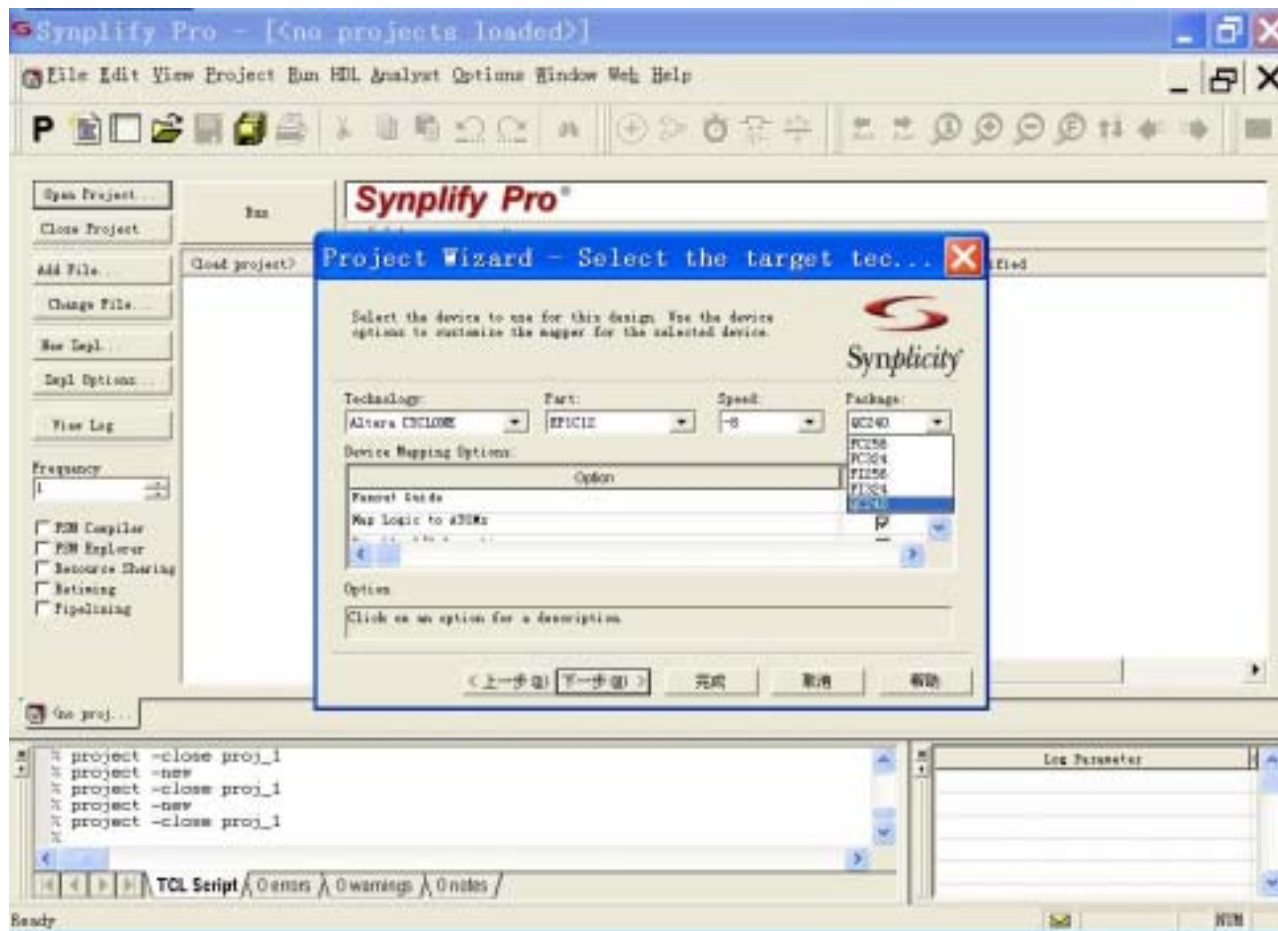 Synplify Pro - [<no projects loaded>]
File Edit View Project Run HDL Analyst Options Window Web Help
P
Open Project...
Run
Synplify Pro®
Close Project
Add File...
<load project>
Project Wizard - Select the target tec...
Change File...
New Impl...
Impl Options...
View Log
Frequency
1
FSM Compiler
FSM Explorer
Resource Sharing
Retiming
Pipelining
Select the device to use for this design. Use the device
options to customize the mapper for the selected device.
Synplicity
Technology: Part: Speed: Package:
Altera CYCLONE EP1C12 -8 QC240
FC256
FC324
FI256
FI324
QC240
Device Mapping Options:
Option
Fanout Guide
Map Logic to ATOMs
Option
Click on an option for a description
<上一步(B) 下一步(N)> 完成 取消 帮助
<no proj...
% project -close proj_1
% project -new
% project -close proj_1
% project -new
% project -close proj_1
%
Log Parameter
TCL Script 0 errors 0 warnings 0 notes
Ready
NUM